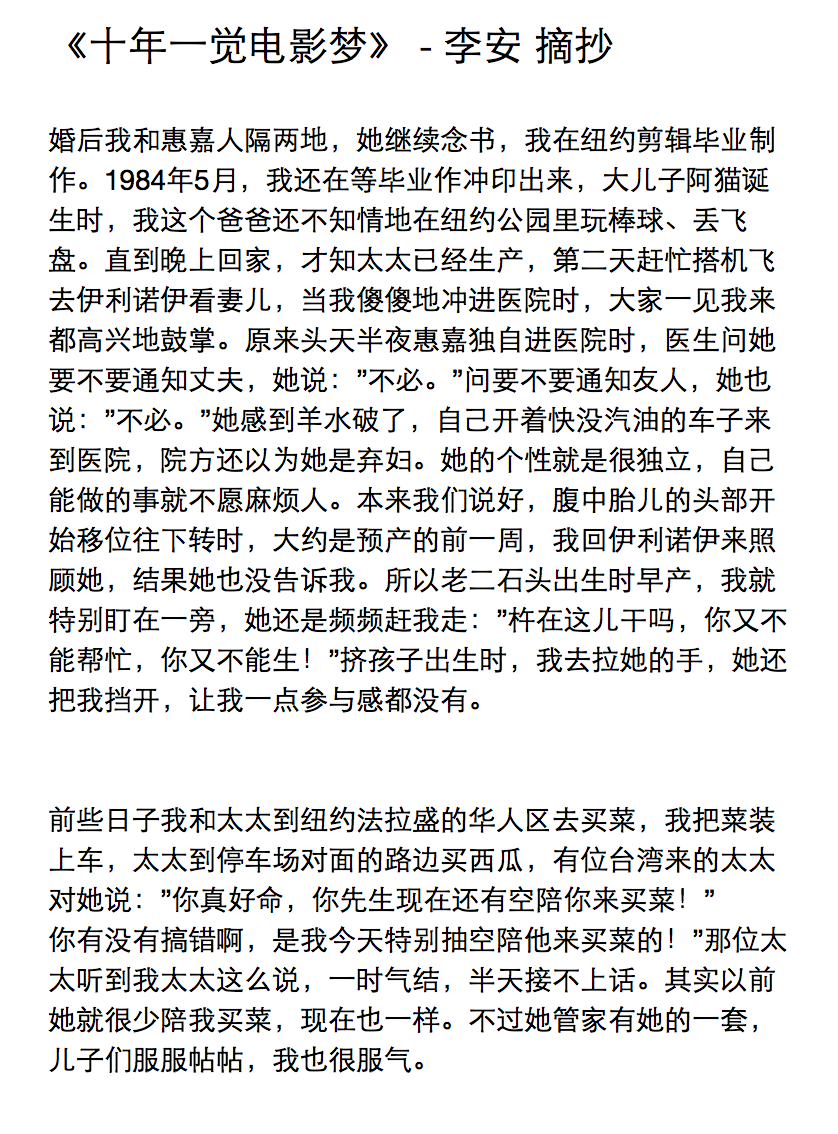 《十年一觉电影梦》 - 李安 摘抄
婚后我和惠嘉人隔两地，她继续念书，我在纽约剪辑毕业制
作。1984年5月，我还在等毕业作冲印出来，大儿子阿猫诞
生时，我这个爸爸还不知情地在纽约公园里玩棒球、丢飞
盘。直到晚上回家，才知太太已经生产，第二天赶忙搭机飞
去伊利诺伊看妻儿，当我傻傻地冲进医院时，大家一见我来
都高兴地鼓掌。原来头天半夜惠嘉独自进医院时，医生问她
要不要通知丈夫，她说：”不必。”问要不要通知友人，她也
说：”不必。”她感到羊水破了，自己开着快没汽油的车子来
到医院，院方还以为她是弃妇。她的个性就是很独立，自己
能做的事就不愿麻烦人。本来我们说好，腹中胎儿的头部开
始移位往下转时，大约是预产的前一周，我回伊利诺伊来照
顾她，结果她也没告诉我。所以老二石头出生时早产，我就
特别盯在一旁，她还是频频赶我走：”杵在这儿干吗，你又不
能帮忙，你又不能生！”挤孩子出生时，我去拉她的手，她还
把我挡开，让我一点参与感都没有。
前些日子我和太太到纽约法拉盛的华人区去买菜，我把菜装
上车，太太到停车场对面的路边买西瓜，有位台湾来的太太
对她说：”你真好命，你先生现在还有空陪你来买菜！”
你有没有搞错啊，是我今天特别抽空陪他来买菜的！”那位太
太听到我太太这么说，一时气结，半天接不上话。其实以前
她就很少陪我买菜，现在也一样。不过她管家有她的一套，
儿子们服服帖帖，我也很服气。